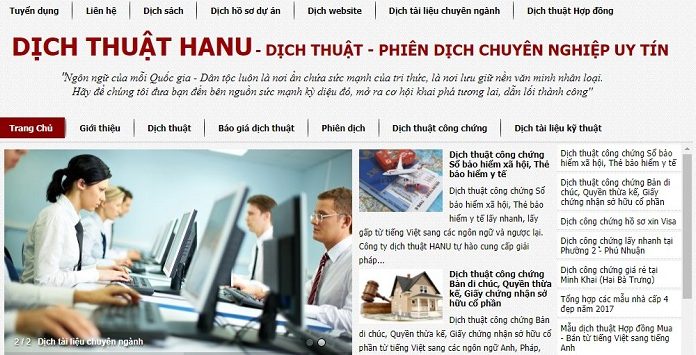 Tuyển dụng Liên hệ Dịch sách Dịch hồ sơ dự án Dịch website Dịch tài liệu chuyên ngành Dịch thuật Hợp đồng
DỊCH THUẬT HANU - DỊCH THUẬT - PHIÊN DỊCH CHUYÊN NGHIỆP UY TÍN
"Ngôn ngữ của mỗi Quốc gia - Dân tộc luôn là nơi ẩn chứa sức mạnh của tri thức, là nơi lưu giữ nền văn minh nhân loại.
Hãy để chúng tôi đưa bạn đến bên nguồn sức mạnh kỳ diệu đó, mở ra cơ hội khai phá tương lai, dẫn lối thành công"
Trang Chủ Giới thiệu Dịch thuật Báo giá dịch thuật Phiên dịch Dịch thuật công chứng Dịch tài liệu kỹ thuật
2 / 2 Dịch tài liệu chuyên ngành
Dịch thuật công chứng Sổ
bảo hiểm xã hội, Thẻ
bảo hiểm y tế
Dịch thuật công chứng Sổ
bảo hiểm xã hội, Thẻ
bảo hiểm y tế lấy nhanh, lấy
gấp từ tiếng Việt sang các ngôn ngữ và ngược lại.
Công ty dịch thuật HANU tự hào cung cấp giải
pháp...
Dịch thuật công chứng
Bản di chúc, Quyền thừa
kế, Giấy chứng nhận sở
hữu cổ phần
Dịch thuật công chứng Bản
di chúc, Quyền thừa kế, Giấy chứng nhận sở hữu cổ
phần từ tiếng Việt sang các ngôn ngữ Anh, Pháp,
Dịch thuật công chứng Sổ bảo
hiểm xã hội, Thẻ bảo hiểm y tế
Dịch thuật công chứng Bản di
chúc, Quyền thừa kế, Giấy
chứng nhận sở hữu cổ phần
Dịch công chứng hồ sơ xin Visa
Dịch công chứng lấy nhanh tại
Phường 2 - Phú Nhuận
Dịch công chứng giá rẻ tại
Minh Khai (Hai Bà Trưng)
Tổng hợp các mẫu nhà cấp 4
đẹp năm 2017
Mẫu dịch thuật Hợp đồng Mua
- Bán từ tiếng Việt sang tiếng
Anh